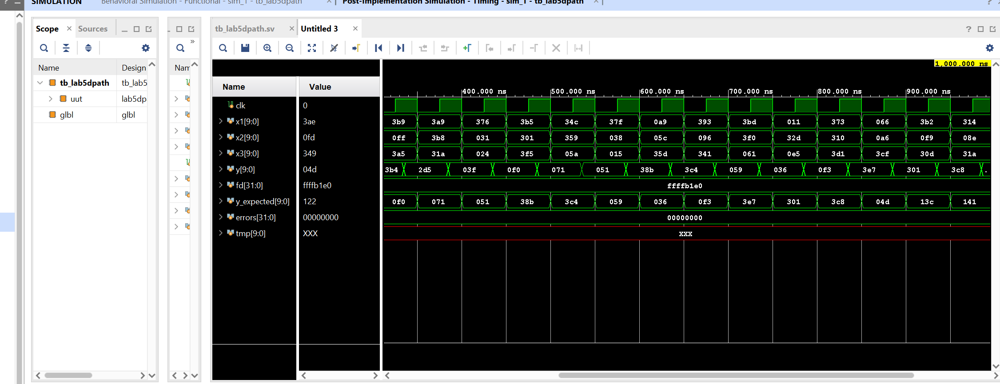 SIMULATION Behavioral Simulation - Functional - sim_1 - tb_lab5dpath Post-Implementation Simulation - Timing - sim_1 - tb_lab5dpath
Scope Sources
Name Design
tb_lab5dpath tb_lab5
uut lab5dp
glbl glbl
Nam
tb_lab5dpath.sv Untitled 3
1,000.000 ns
Name Value
400.000 ns 500.000 ns 600.000 ns 700.000 ns 800.000 ns 900.000 ns
clk 0
x1[9:0] 3ae 3b9 3a9 376 3b5 34c 37f 0a9 393 3bd 011 373 066 3b2 314
x2[9:0] 0fd 0ff 3b8 031 301 359 038 05c 096 3f0 32d 310 0a6 0f9 08e
x3[9:0] 349 3a5 31a 024 3f5 05a 015 35d 341 061 0e5 3d1 3cf 30d 31a
y[9:0] 04d 3b4 2d5 03f 0f0 071 051 38b 3c4 059 036 0f3 3e7 301 3c8 .
fd[31:0] ffffb1e0 ffffb1e0
y_expected[9:0] 122 0f0 071 051 38b 3c4 059 036 0f3 3e7 301 3c8 04d 13c 141
errors[31:0] 00000000 00000000
tmp[9:0] XXX XXX